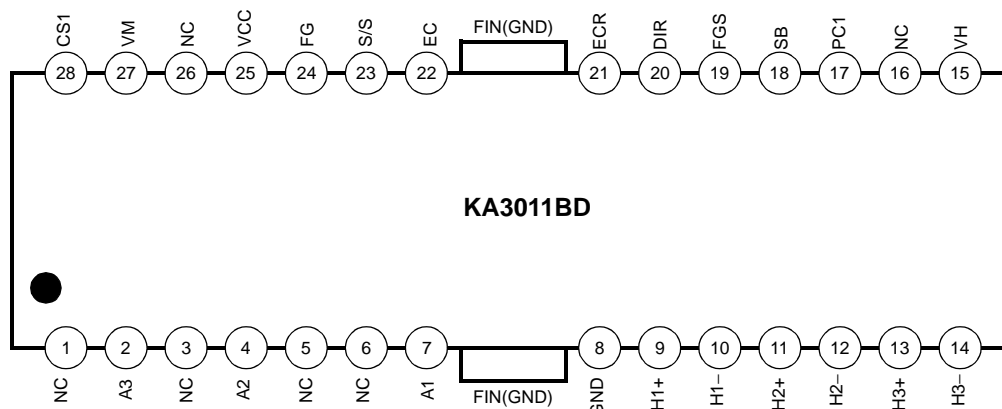 CS1 VM NC VCC FG S/S EC FIN(GND) ECR DIR FGS SB PC1 NC VH
28 27 26 25 24 23 22 21 20 19 18 17 16 15
KA3011BD
1 2 3 4 5 6 7 8 9 10 11 12 13 14
NC A3 NC A2 NC NC A1 FIN(GND) GND H1+ H1− H2+ H2− H3+ H3−